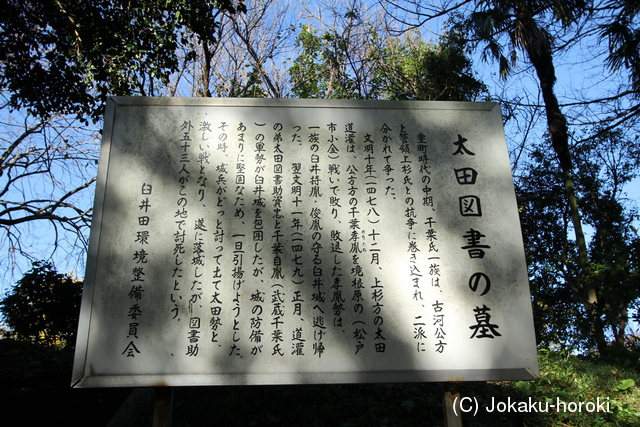 太田図書の墓
室町時代の中期、千葉氏一族は、古河公方
と管領上杉氏との抗争に巻き込まれ、二派に
分かれて争った。
文明十年(一四七八)十二月、上杉方の太田
道灌は、公方方の千葉孝胤を境根原の(松戸
市小金)戦いで敗り、敗退した孝胤勢は、
一族の臼井持胤・俊胤の守る臼井城へ逃げ帰
った。翌文明十一年(一四七九)正月、道灌
の弟太田図書助資忠と千葉自胤(武蔵千葉氏
)の軍勢が臼井城を包囲したが、城の防備が
あまりに堅固なため、一旦引揚げようとした。
その時、城兵がどっと討って出て太田勢と、
激しい戦となり、遂に落城したが、図書助
外五十三人がこの地で討死したという。
臼井田環境整備委員会
(C) Jokaku-horoki